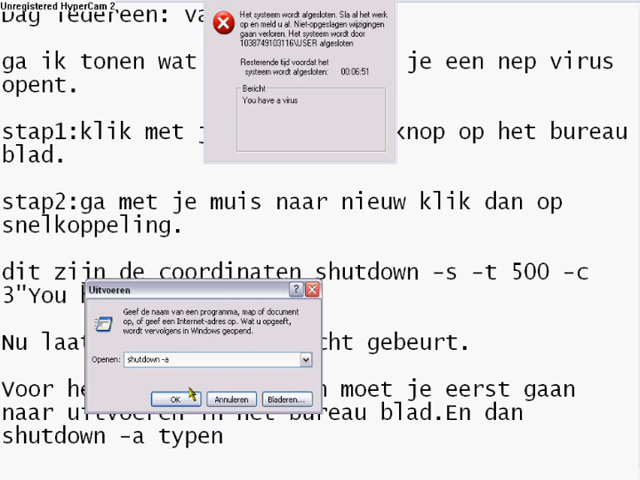 Unregistered HyperCam 2
Dag iedereen: va
ga ik tonen wat je een nep virus
opent.
stap1:klik met j knop op het bureau
blad.
stap2:ga met je muis naar nieuw klik dan op
snelkoppeling.
dit zijn de coordinaten shutdown -s -t 500 -c
3"You h
Nu laat cht gebeurt.
Voor he n moet je eerst gaan
naar uitvoeren in het bureau blad.En dan
shutdown -a typen
Het systeem wordt afgesloten. Sla al het werk
op en meld u af. Niet-opgeslagen wijzigingen
gaan verloren. Het systeem wordt door
1038749103116\USER afgesloten
Resterende tijd voordat het
systeem wordt afgesloten: 00:06:51
Bericht
You have a virus
Uitvoeren
Geef de naam van een programma, map of document
op, of geef een Internet-adres op. Wat u opgeeft,
wordt vervolgens in Windows geopend.
Openen: shutdown -a
OK Annuleren Bladeren...